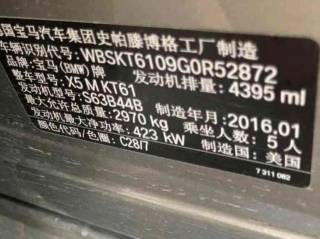 国宝马汽车集团史帕滕博格工厂制造
车辆识别代号: WBSKT6109G0R52872
品牌: 宝马(BMW)牌 发动机排量: 4395 ml
型号: X5 M KT61
发动机型号: S63B44B 制造年月: 2016.01
最大允许总质量: 2970 kg 乘坐人数: 5 人
发动机最大净功率: 423 kW 制造国: 美国
颜色代码/色圈: C28/7
7 311 082